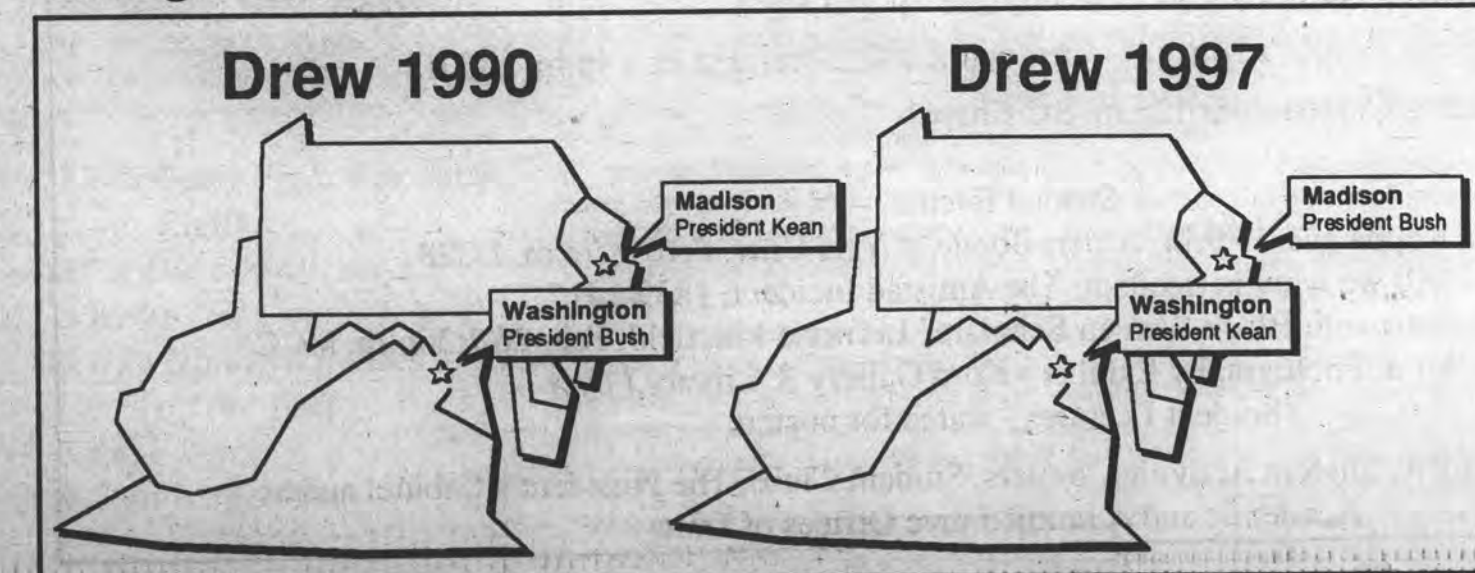 Drew 1990
Drew 1997
Madison
President Kean
Washington
President Bush
Madison
President Bush
Washington
President Kean